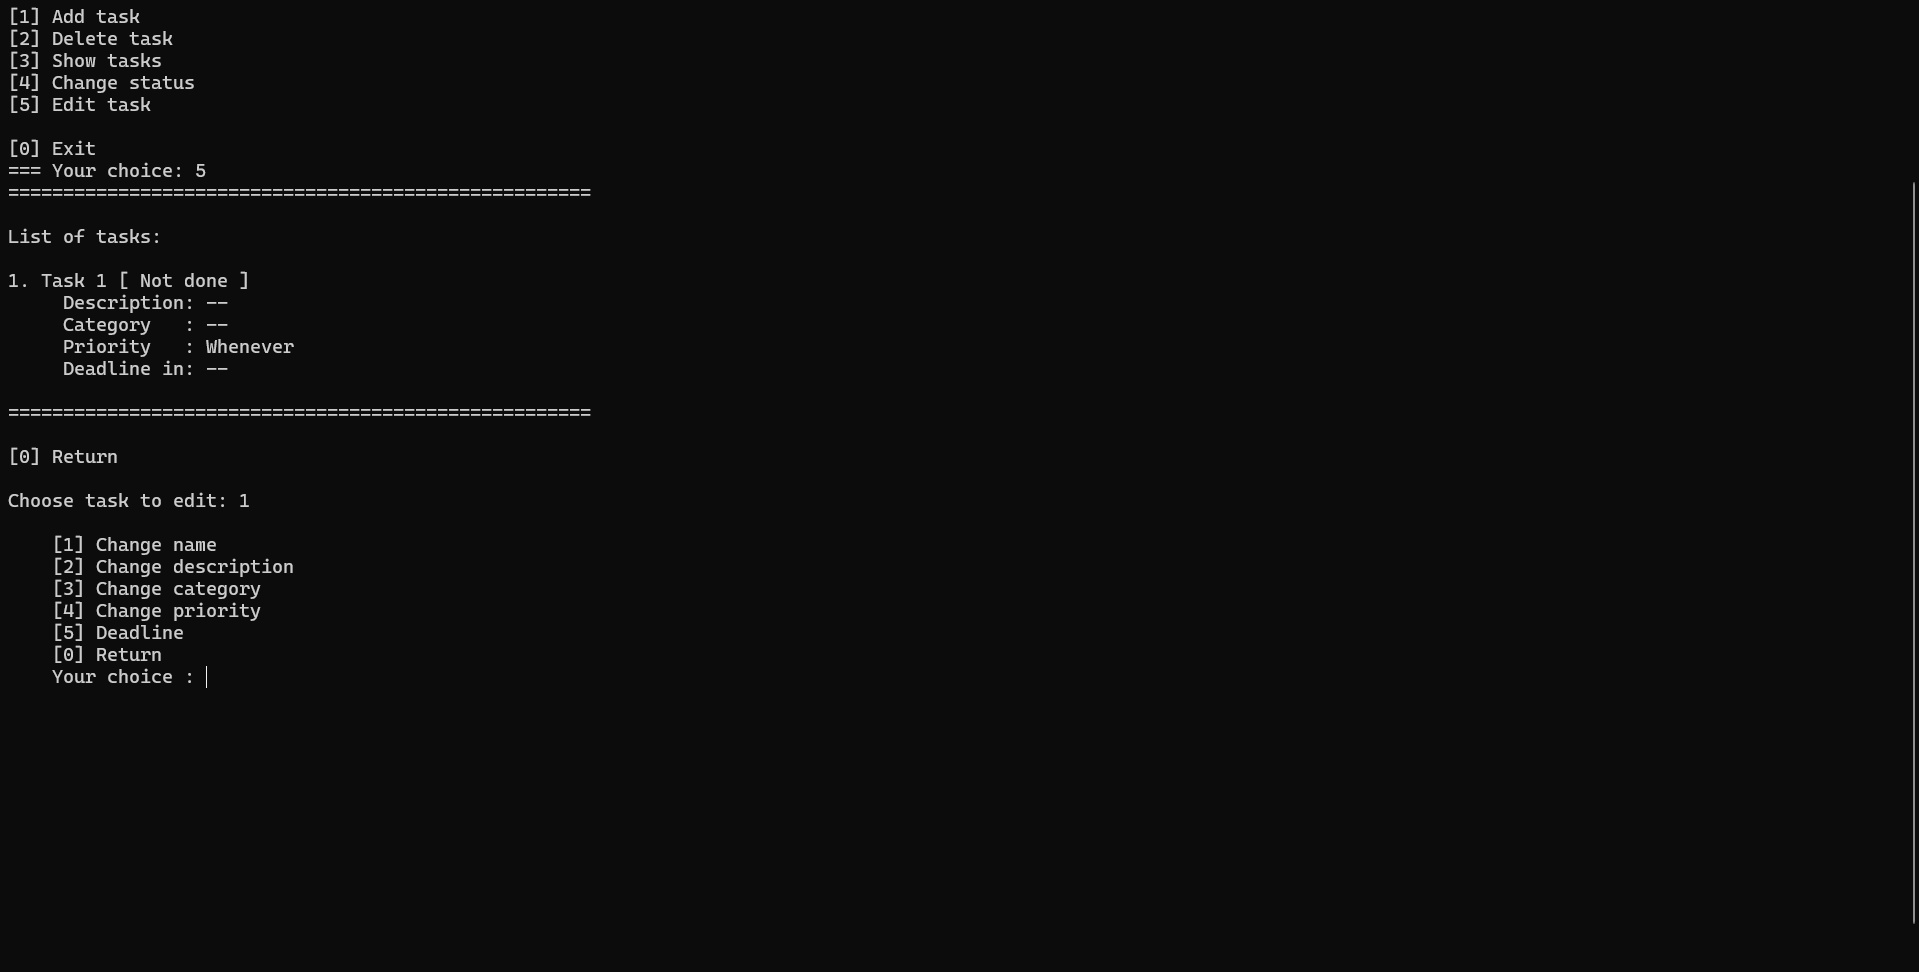 [1] Add task
[2] Delete task
[3] Show tasks
[4] Change status
[5] Edit task
[0] Exit
=== Your choice: 5
=====================================================
List of tasks:
1. Task 1 [ Not done ]
     Description: --
     Category   : --
     Priority   : Whenever
     Deadline in: --
=====================================================
[0] Return
Choose task to edit: 1
    [1] Change name
    [2] Change description
    [3] Change category
    [4] Change priority
    [5] Deadline
    [0] Return
    Your choice :